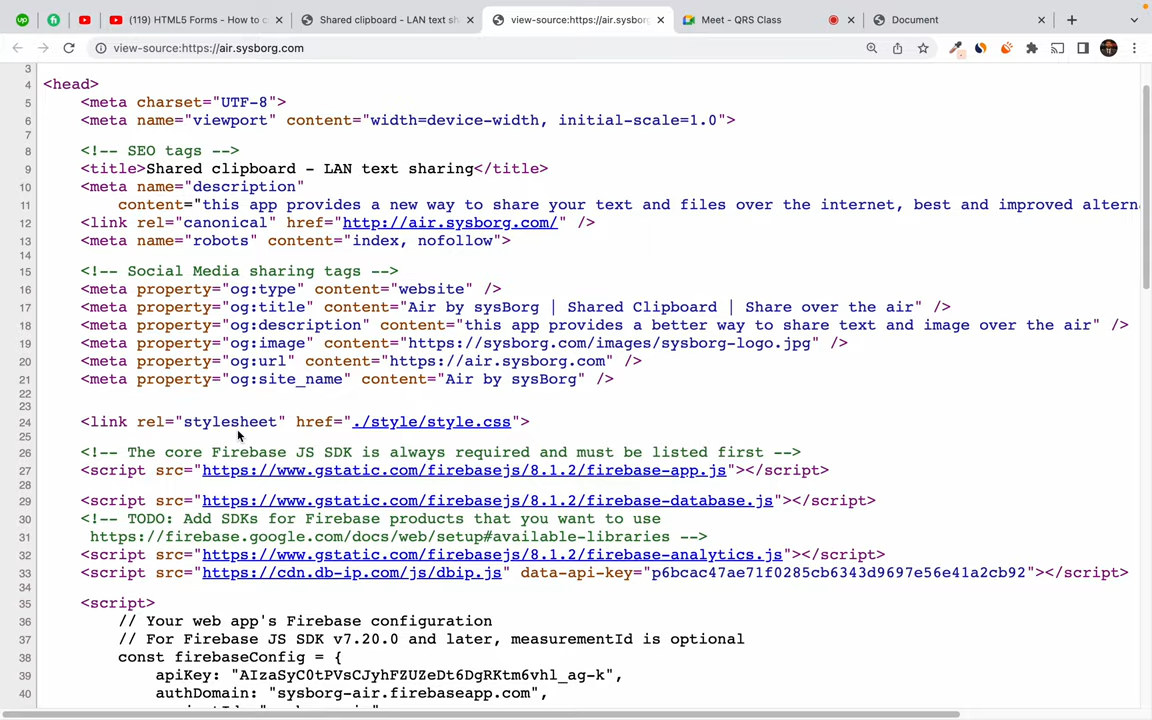 (119) HTML5 Forms - How to c
Shared clipboard - LAN text sh
view-source:https://air.sysborg
Meet - QRS Class
Document
view-source:https://air.sysborg.com
3
4 <head>
5 <meta charset="UTF-8">
6 <meta name="viewport" content="width=device-width, initial-scale=1.0">
7
8 <!-- SEO tags -->
9 <title>Shared clipboard - LAN text sharing</title>
10 <meta name="description"
11 content="this app provides a new way to share your text and files over the internet, best and improved altern
12 <link rel="canonical" href="http://air.sysborg.com/" />
13 <meta name="robots" content="index, nofollow">
14
15 <!-- Social Media sharing tags -->
16 <meta property="og:type" content="website" />
17 <meta property="og:title" content="Air by sysBorg | Shared Clipboard | Share over the air" />
18 <meta property="og:description" content="this app provides a better way to share text and image over the air" />
19 <meta property="og:image" content="https://sysborg.com/images/sysborg-logo.jpg" />
20 <meta property="og:url" content="https://air.sysborg.com" />
21 <meta property="og:site_name" content="Air by sysBorg" />
22
23
24 <link rel="stylesheet" href="./style/style.css">
25
26 <!-- The core Firebase JS SDK is always required and must be listed first -->
27 <script src="https://www.gstatic.com/firebasejs/8.1.2/firebase-app.js"></script>
28
29 <script src="https://www.gstatic.com/firebasejs/8.1.2/firebase-database.js"></script>
30 <!-- TODO: Add SDKs for Firebase products that you want to use
31 https://firebase.google.com/docs/web/setup#available-libraries -->
32 <script src="https://www.gstatic.com/firebasejs/8.1.2/firebase-analytics.js"></script>
33 <script src="https://cdn.db-ip.com/js/dbip.js" data-api-key="p6bcac47ae71f0285cb6343d9697e56e41a2cb92"></script>
34
35 <script>
36 // Your web app's Firebase configuration
37 // For Firebase JS SDK v7.20.0 and later, measurementId is optional
38 const firebaseConfig = {
39 apiKey: "AIzaSyC0tPVsCJyhFZUZeDt6DgRKtm6vhl_ag-k",
40 authDomain: "sysborg-air.firebaseapp.com",